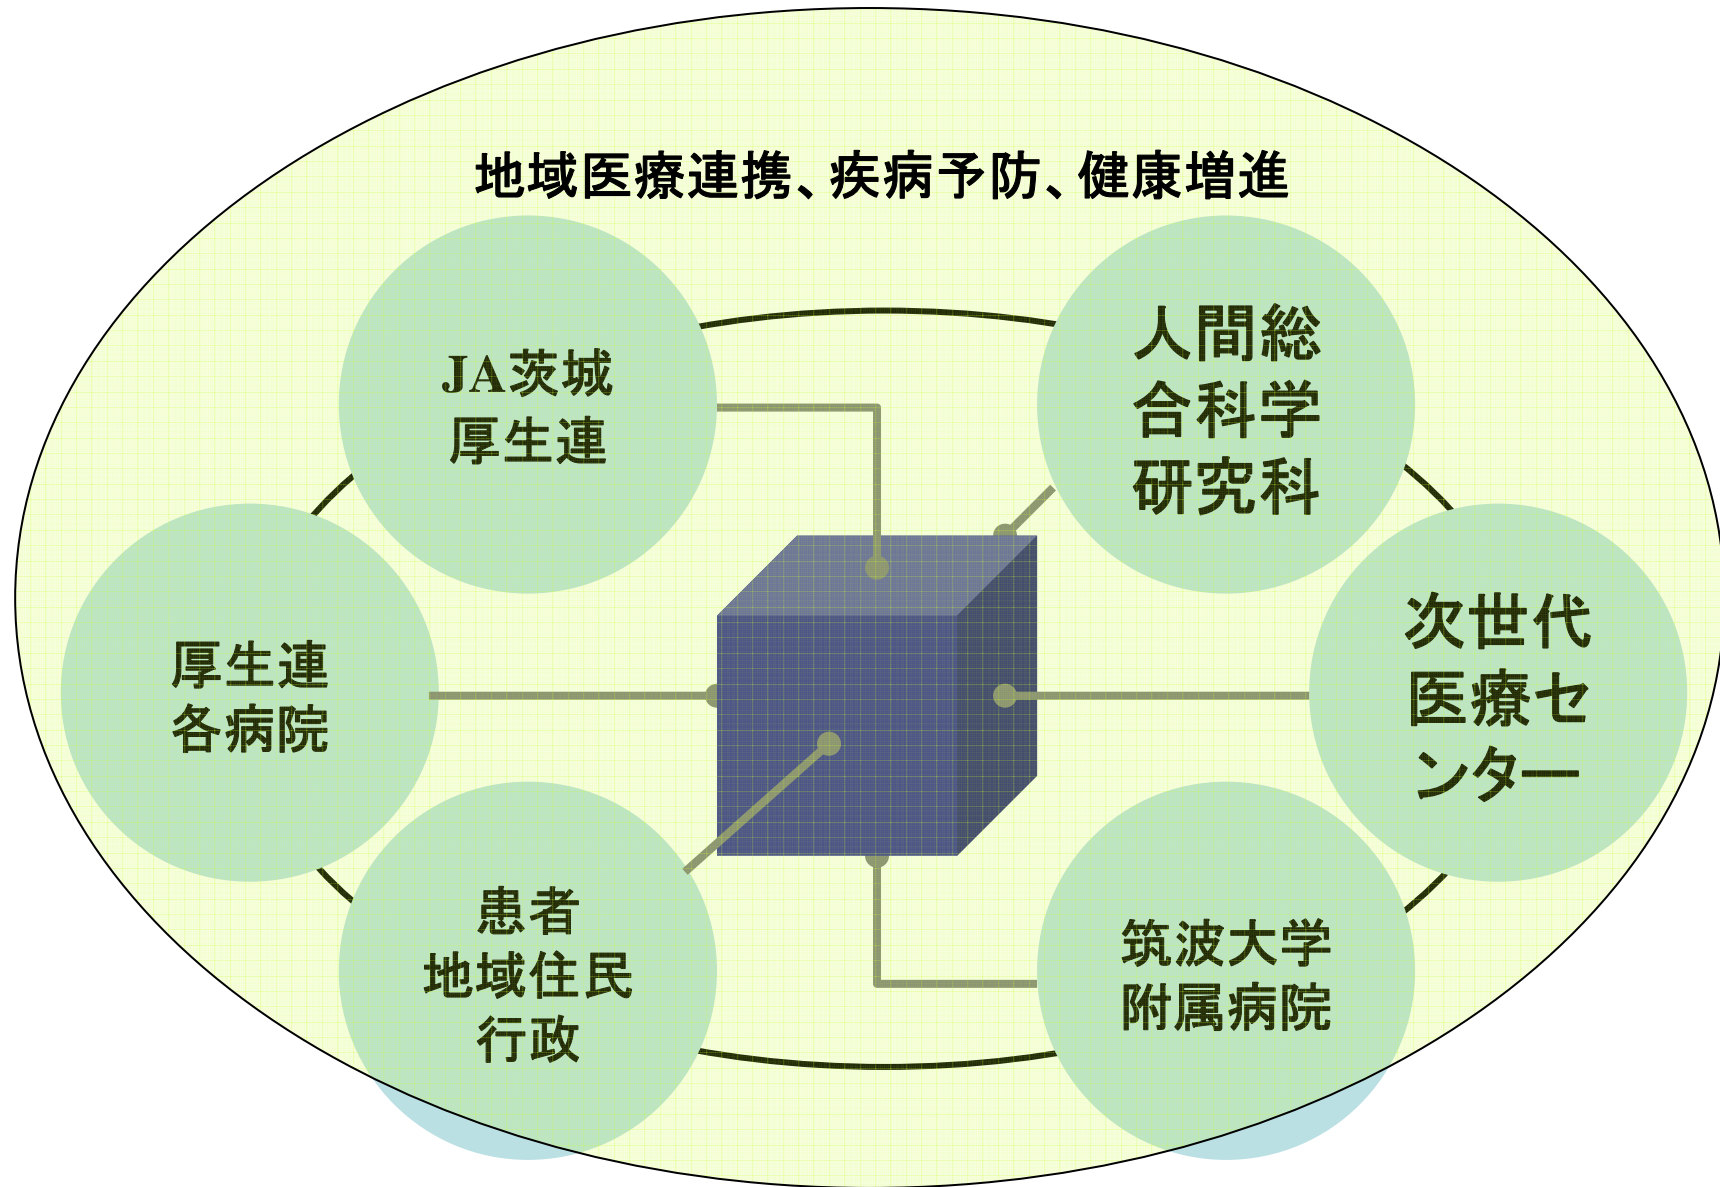 地域医療連携、疾病予防、健康増進
JA茨城
厚生連
人間総
合科学
研究科
厚生連
各病院
次世代
医療セ
ンター
患者
地域住民
行政
筑波大学
附属病院